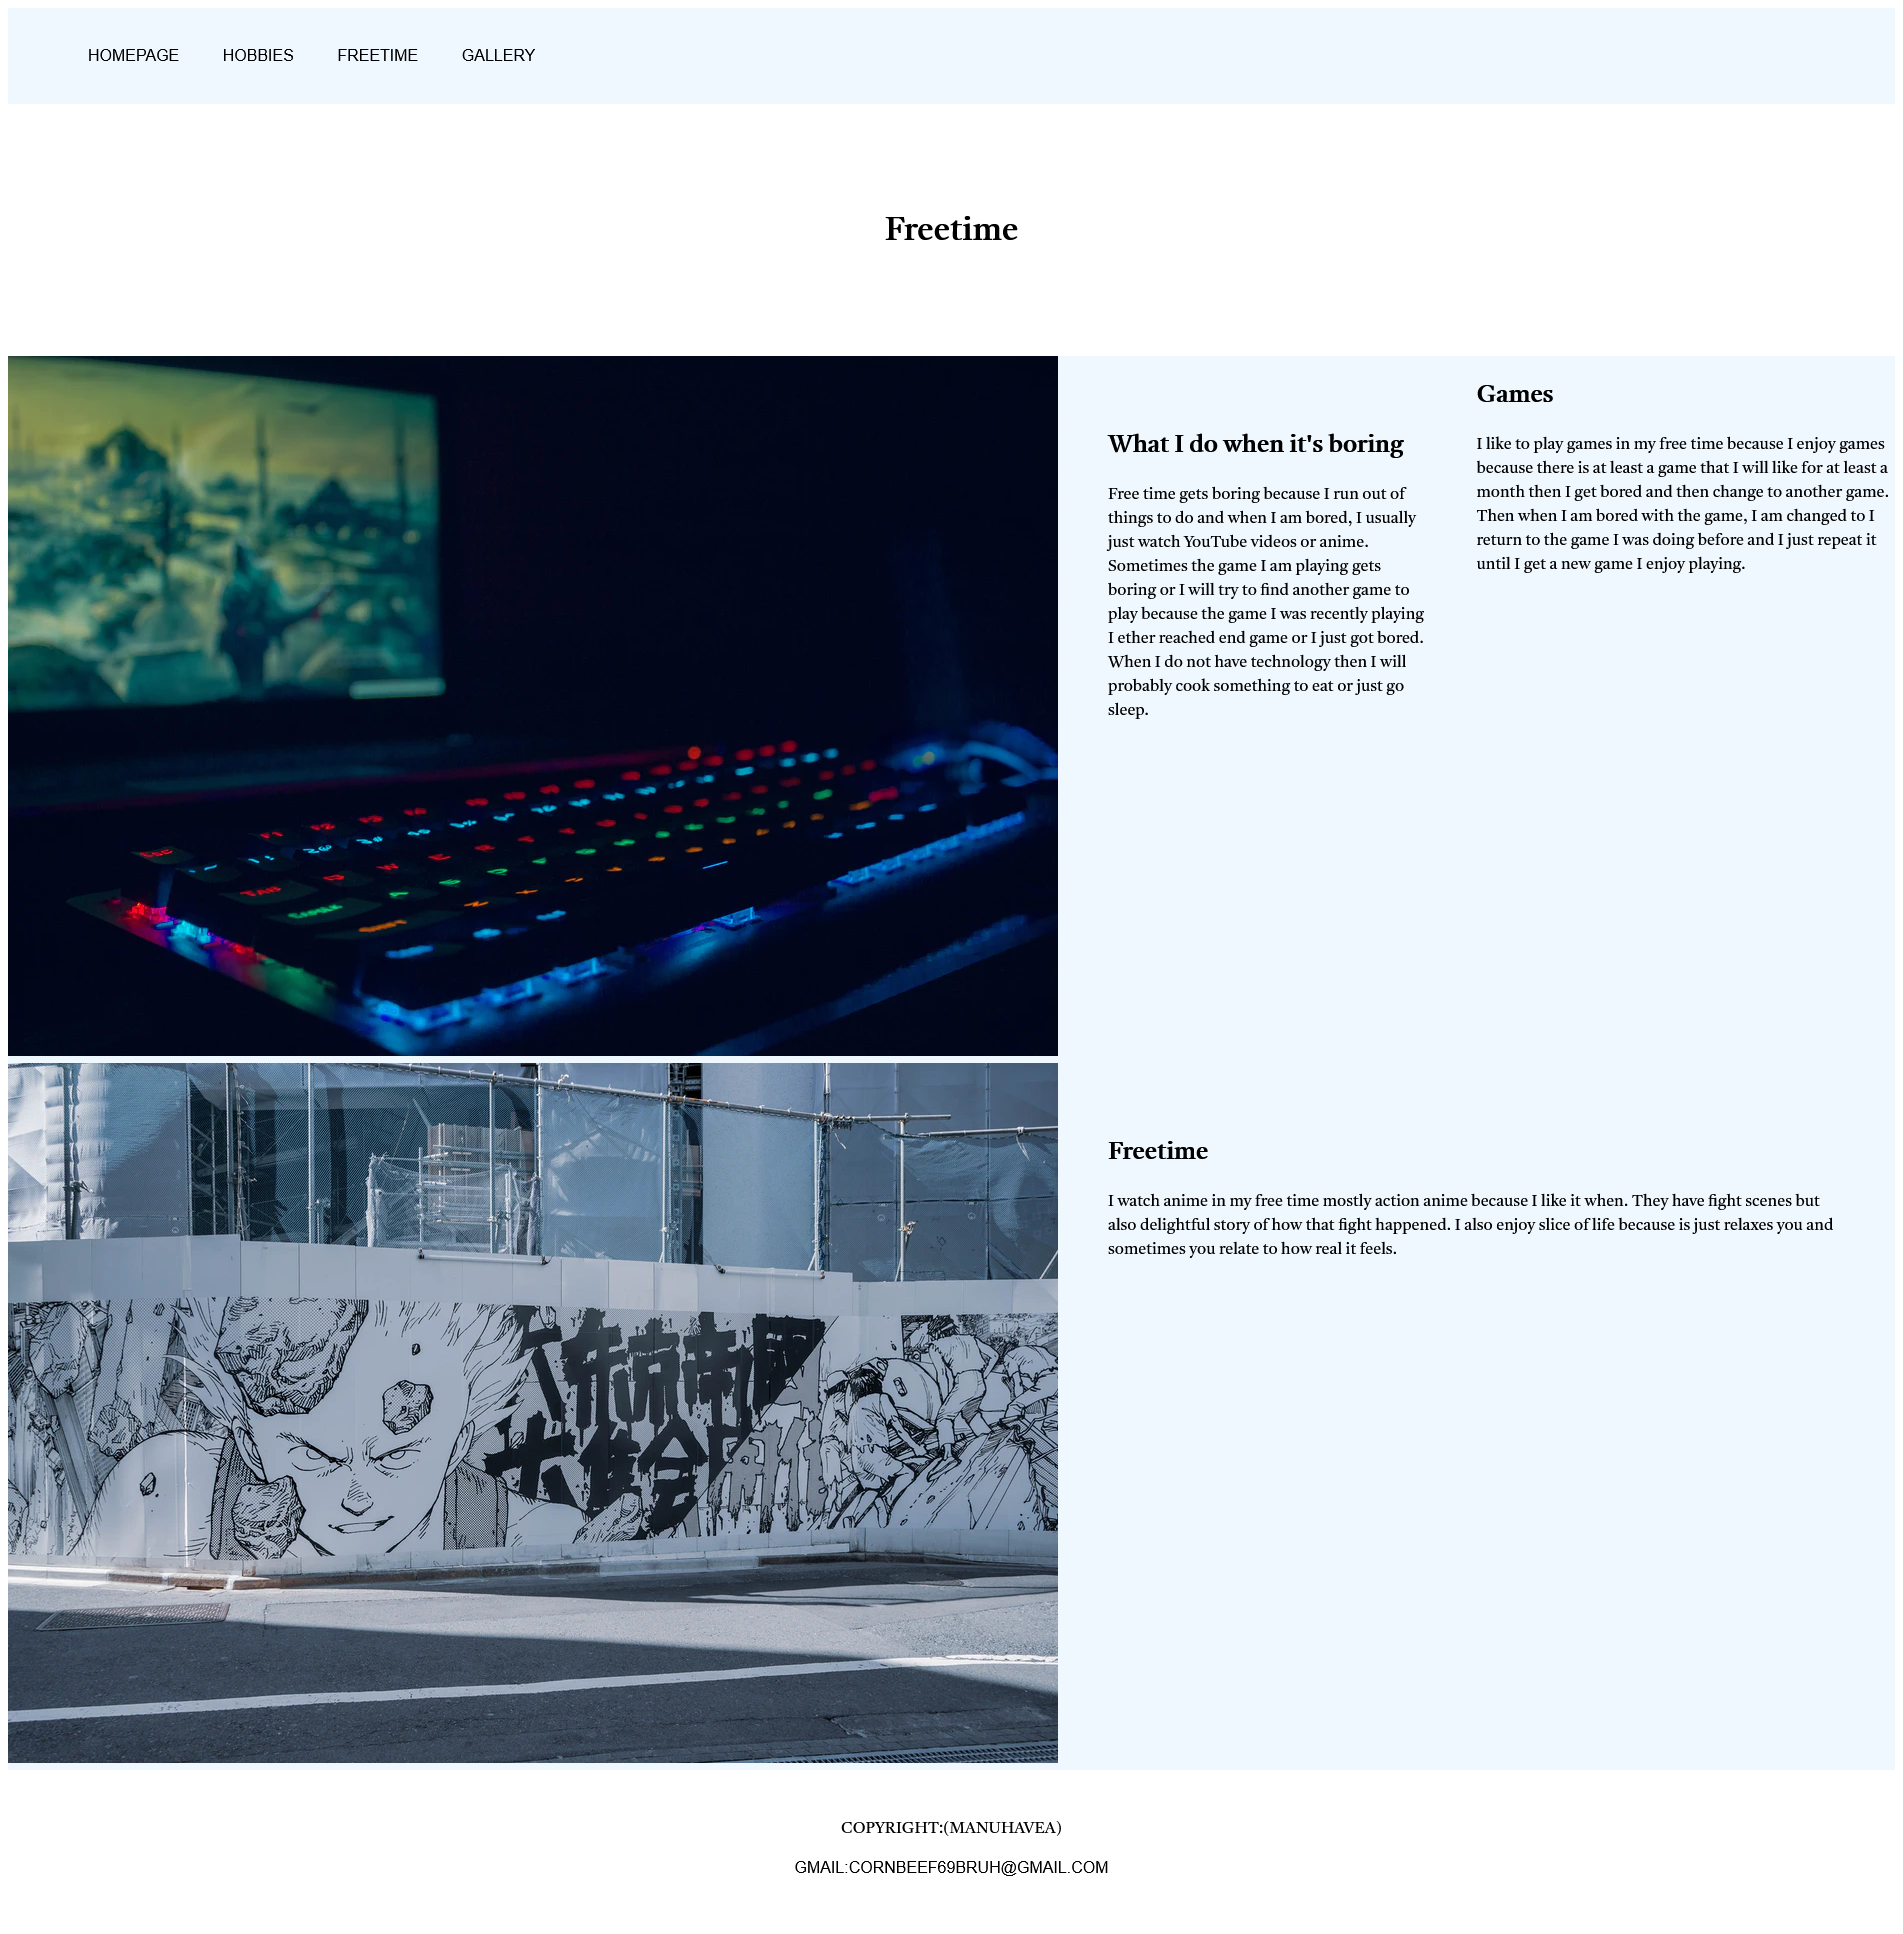 HOMEPAGE HOBBIES FREETIME GALLERY
Freetime
What I do when it's boring
Free time gets boring because I run out of
things to do and when I am bored, I usually
just watch YouTube videos or anime.
Sometimes the game I am playing gets
boring or I will try to find another game to
play because the game I was recently playing
I ether reached end game or I just got bored.
When I do not have technology then I will
probably cook something to eat or just go
sleep.
Games
I like to play games in my free time because I enjoy games
because there is at least a game that I will like for at least a
month then I get bored and then change to another game.
Then when I am bored with the game, I am changed to I
return to the game I was doing before and I just repeat it
until I get a new game I enjoy playing.
ESC F1 F2
TAB
Freetime
I watch anime in my free time mostly action anime because I like it when. They have fight scenes but
also delightful story of how that fight happened. I also enjoy slice of life because is just relaxes you and
sometimes you relate to how real it feels.
大会
COPYRIGHT:(MANUHAVEA)
GMAIL:CORNBEEF69BRUH@GMAIL.COM